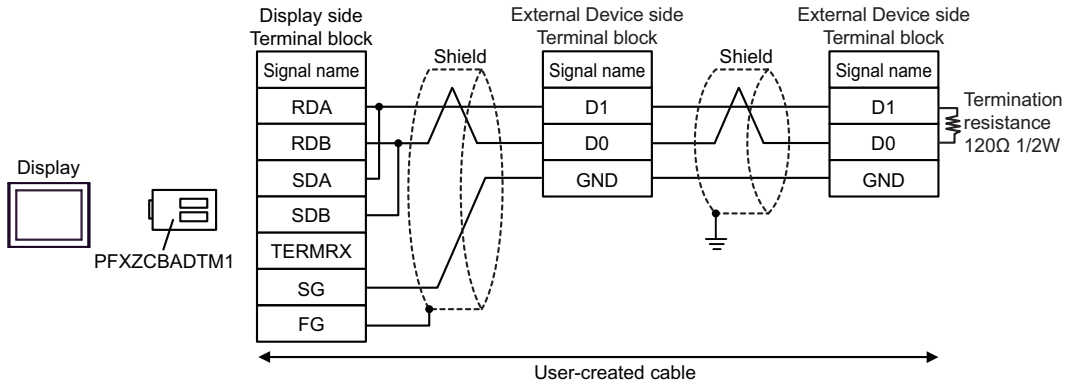 Display side
Terminal block
Signal name
RDA
RDB
SDA
SDB
TERMRX
SG
FG
Shield
External Device side
Terminal block
Signal name
D1
D0
GND
Shield
External Device side
Terminal block
Signal name
D1
D0
GND
Termination
resistance
120Ω 1/2W
Display
PFXZCBADTM1
User-created cable